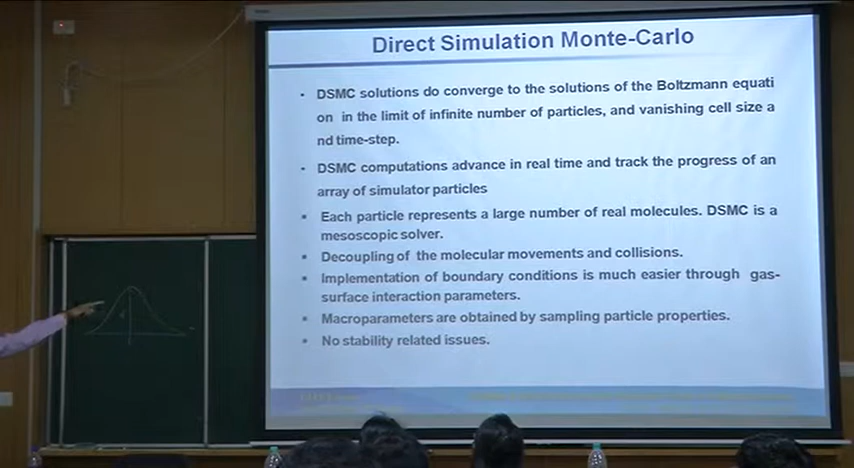 Direct Simulation Monte-Carlo
• DSMC solutions do converge to the solutions of the Boltzmann equati
on in the limit of infinite number of particles, and vanishing cell size a
nd time-step.
• DSMC computations advance in real time and track the progress of an
array of simulator particles
▪ Each particle represents a large number of real molecules. DSMC is a
mesoscopic solver.
▪ Decoupling of the molecular movements and collisions.
▪ Implementation of boundary conditions is much easier through gas-
surface interaction parameters.
▪ Macroparameters are obtained by sampling particle properties.
▪ No stability related issues.